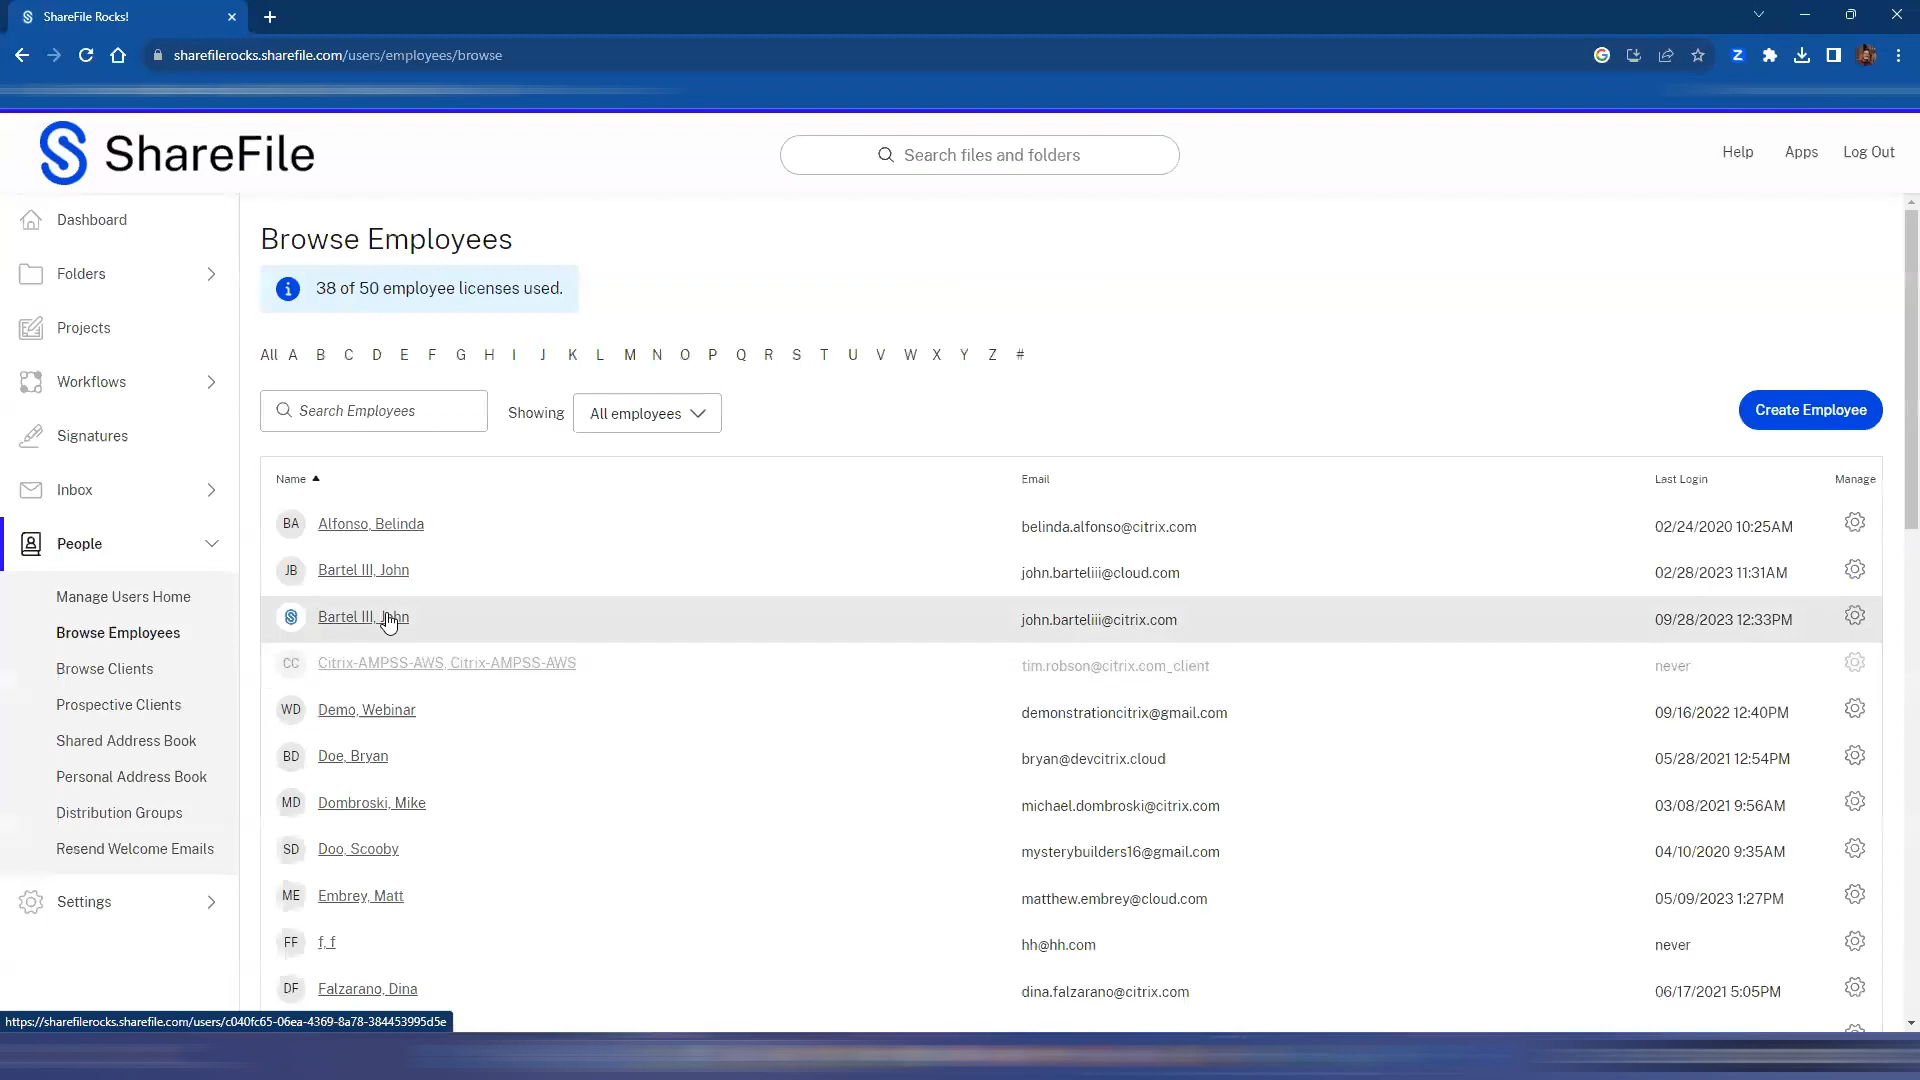 ShareFile Rocks!
sharefilerocks.sharefile.com/users/employees/browse
ShareFile
Search files and folders
Help Apps Log Out
Dashboard
Folders
Projects
Workflows
Signatures
Inbox
People
Manage Users Home
Browse Employees
Browse Clients
Prospective Clients
Shared Address Book
Personal Address Book
Distribution Groups
Resend Welcome Emails
Settings
Browse Employees
38 of 50 employee licenses used.
All A B C D E F G H I J K L M N O P Q R S T U V W X Y Z #
Search Employees Showing All employees Create Employee
Name Email Last Login Manage
BA Alfonso, Belinda belinda.alfonso@citrix.com 02/24/2020 10:25AM
JB Bartel III, John john.barteliii@cloud.com 02/28/2023 11:31AM
Bartel III, John john.barteliii@citrix.com 09/28/2023 12:33PM
CC Citrix-AMPSS-AWS, Citrix-AMPSS-AWS tim.robson@citrix.com_client never
WD Demo, Webinar demonstrationcitrix@gmail.com 09/16/2022 12:40PM
BD Doe, Bryan bryan@devcitrix.cloud 05/28/2021 12:54PM
MD Dombroski, Mike michael.dombroski@citrix.com 03/08/2021 9:56AM
SD Doo, Scooby mysterybuilders16@gmail.com 04/10/2020 9:35AM
ME Embrey, Matt matthew.embrey@cloud.com 05/09/2023 1:27PM
FF f, f hh@hh.com never
DF Falzarano, Dina dina.falzarano@citrix.com 06/17/2021 5:05PM
https://sharefilerocks.sharefile.com/users/c040fc65-06ea-4369-8a78-384453995d5e